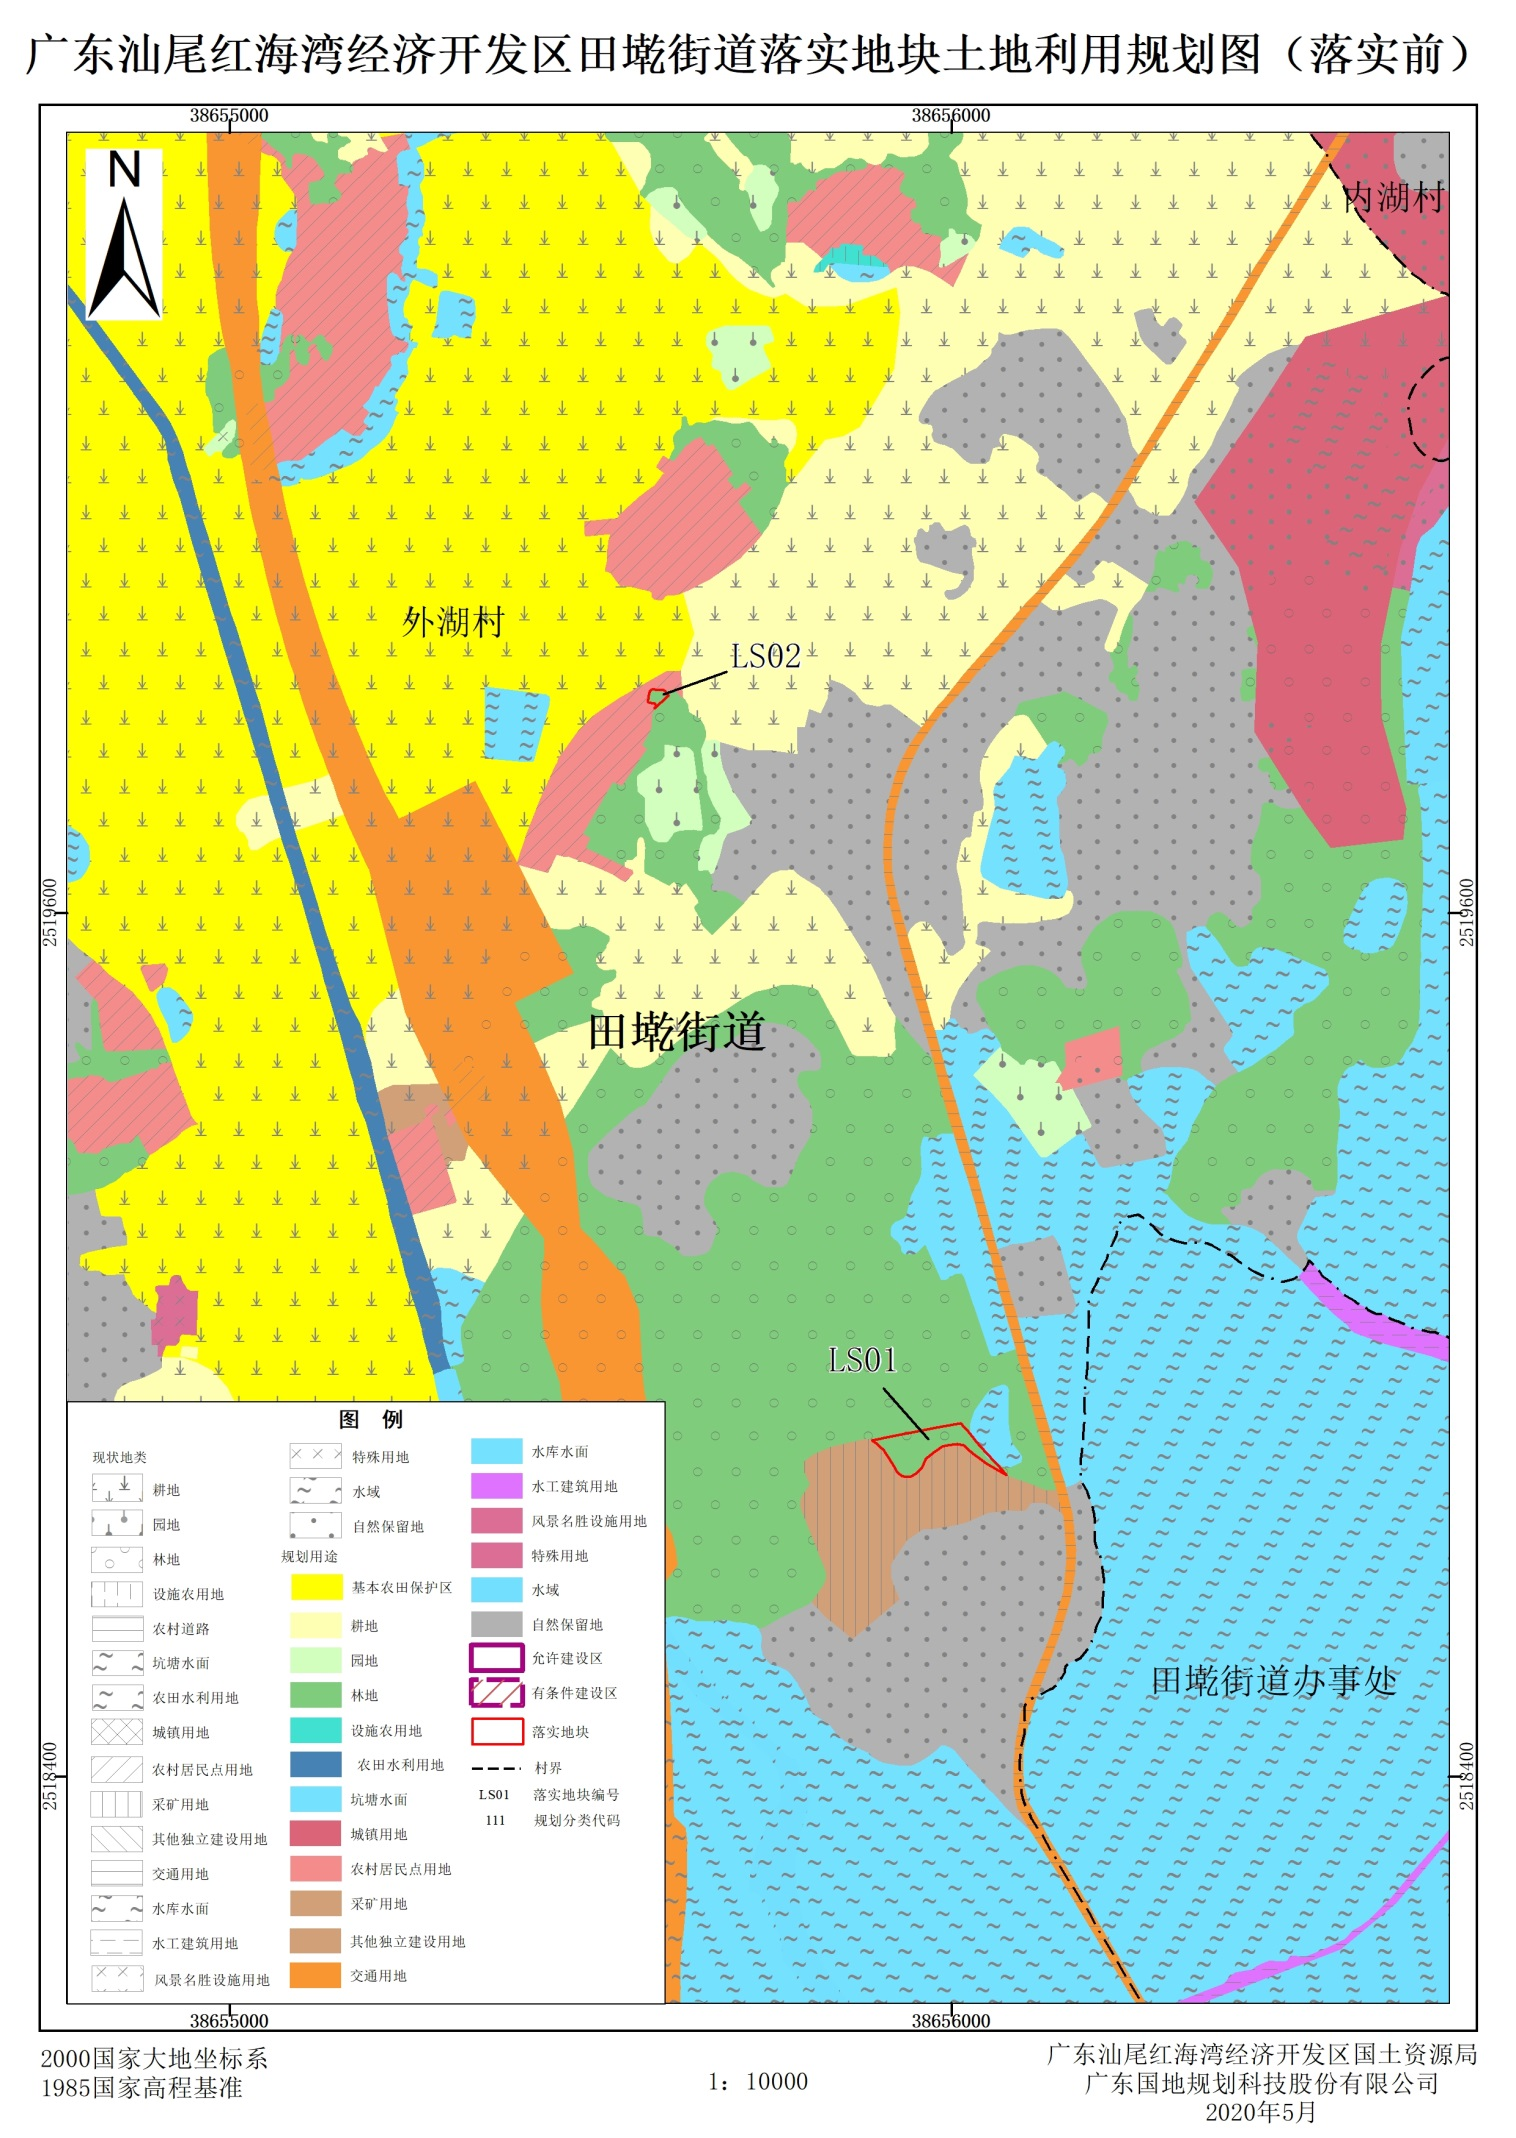 广东汕尾红海湾经济开发区田墘街道落实地块土地利用规划图（落实前）
38655000
38656000
N
内湖村
外湖村
LS02
2519600
2519600
田墘街道
LS01
田墘街道办事处
2518400
2518400
图 例
现状地类
耕地
园地
林地
设施农用地
农村道路
坑塘水面
农田水利用地
城镇用地
农村居民点用地
采矿用地
其他独立建设用地
交通用地
水库水面
水工建筑用地
风景名胜设施用地
特殊用地
水域
自然保留地
规划用途
基本农田保护区
耕地
园地
林地
设施农用地
农田水利用地
坑塘水面
城镇用地
农村居民点用地
采矿用地
其他独立建设用地
交通用地
水库水面
水工建筑用地
风景名胜设施用地
特殊用地
水域
自然保留地
允许建设区
有条件建设区
落实地块
村界
LS01 落实地块编号
111 规划分类代码
38655000
38656000
2000国家大地坐标系
1985国家高程基准
1：10000
广东汕尾红海湾经济开发区国土资源局
广东国地规划科技股份有限公司
2020年5月